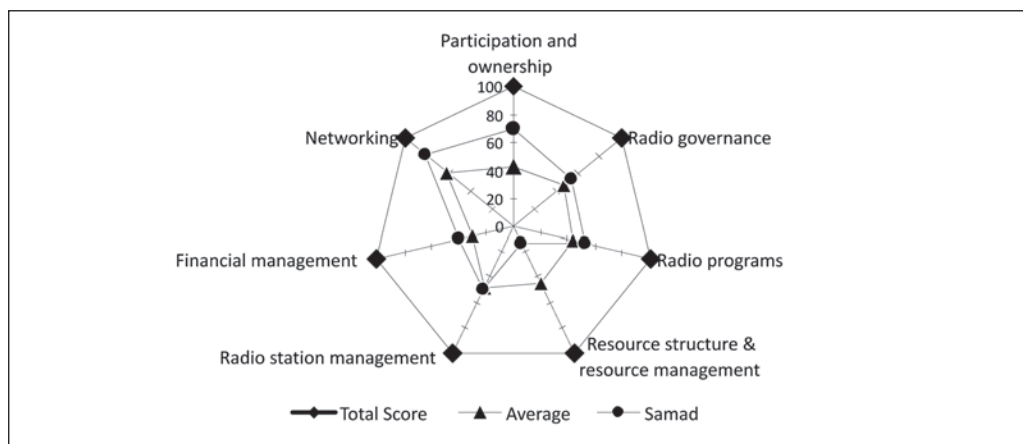 Participation and
ownership
100
80
60
40
20
0
Networking
Radio governance
Financial management
Radio programs
Radio station management
Resource structure &
resource management
Total Score
Average
Samad